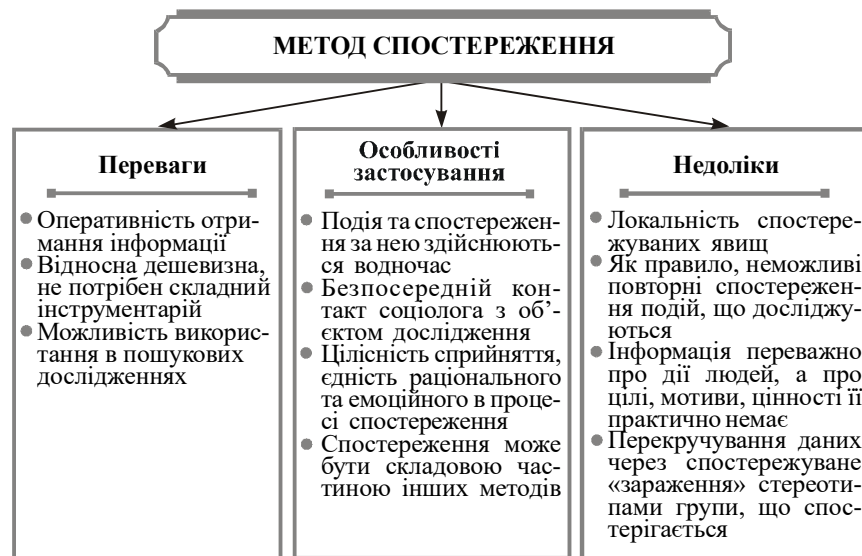 МЕТОД СПОСТЕРЕЖЕННЯ
Переваги
Оперативність отри-
мання інформації
Відносна дешевизна,
не потрібен складний
інструментарій
Можливість викорис-
тання в пошукових
дослідженнях
Особливості
застосування
Подія та спостережен-
ня за нею здійснюють-
ся водночас
Безпосередній кон-
такт соціолога з об’-
єктом дослідження
Цілісність сприйняття,
єдність раціонального
та емоційного в проце-
сі спостереження
Спостереження може
бути складовою час-
тиною інших методів
Недоліки
Локальність спостере-
жуваних явищ
Як правило, неможливі
повторні спостережен-
ня подій, що досліджу-
ються
Інформація переважно
про дії людей, а про
цілі, мотиви, цінності її
практично немає
Перекручування даних
через спостережуване
«зараження» стереоти-
пами групи, що спос-
терігається